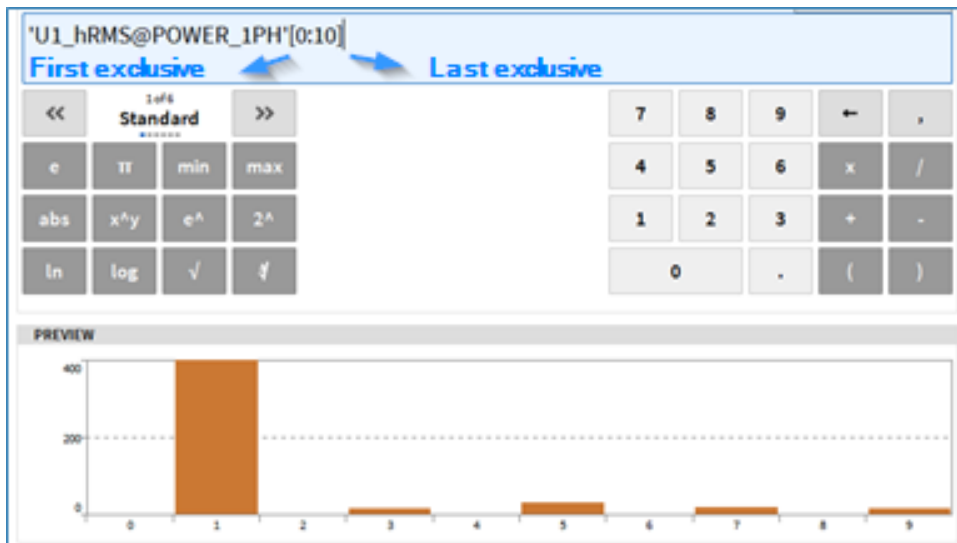 'U1_hRMS@POWER_1PH'[0:10]
First exclusive Last exclusive
« 1 of 6 » 7 8 9 ← ,
Standard
e π min max 4 5 6 x /
abs x^y e^ 2^ 1 2 3 + -
ln log √ 0 . ( )
PREVIEW
400
200
0
0 1 2 3 4 5 6 7 8 9